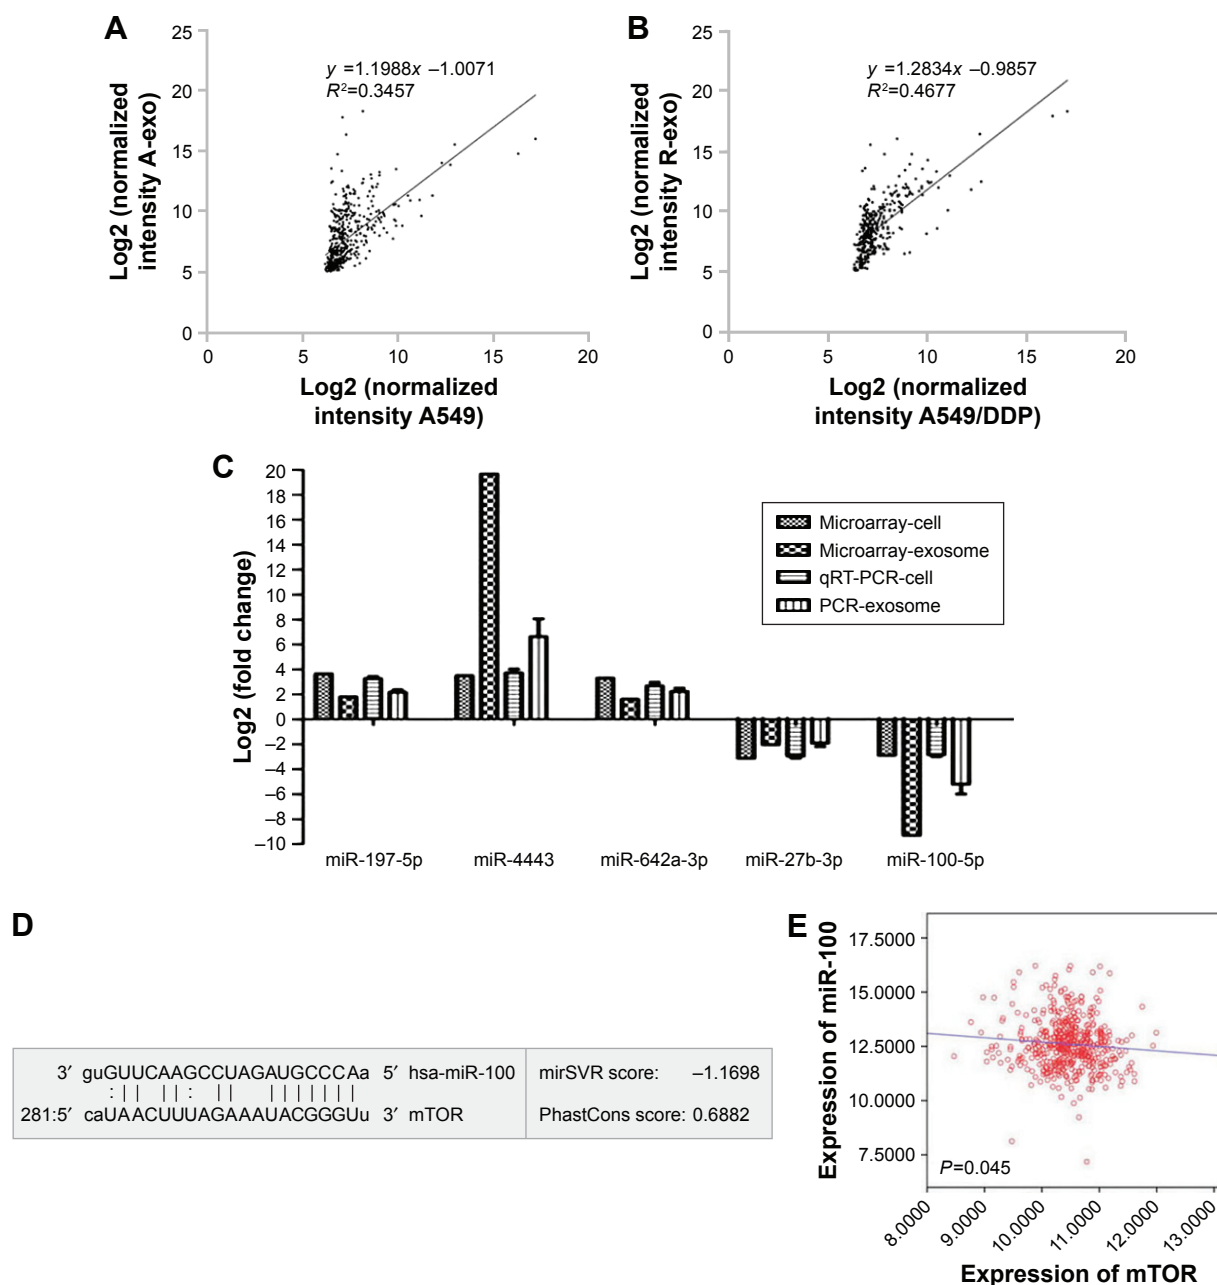 A
25
20
15
10
5
0
0 5 10 15 20
y =1.1988x –1.0071
R²=0.3457
Log2 (normalized
intensity A-exo)
Log2 (normalized
intensity A549)
B
25
20
15
10
5
0
0 5 10 15 20
y =1.2834x –0.9857
R²=0.4677
Log2 (normalized
intensity R-exo)
Log2 (normalized
intensity A549/DDP)
C
20
18
16
14
12
10
8
6
4
2
0
–2
–4
–6
–8
–10
Log2 (fold change)
Microarray-cell
Microarray-exosome
qRT-PCR-cell
PCR-exosome
miR-197-5p miR-4443 miR-642a-3p miR-27b-3p miR-100-5p
D
3′ guGUUCAAGCCUAGAUGCCCAa 5′ hsa-miR-100
: | | | | : | | | | | | | | |
281:5′ caUAACUUUAGAAAUACGGGUu 3′ mTOR
mirSVR score: –1.1698
PhastCons score: 0.6882
E
17.5000
15.0000
12.5000
10.0000
7.5000
Expression of miR-100
P=0.045
8.0000 9.0000 10.0000 11.0000 12.0000 13.0000
Expression of mTOR